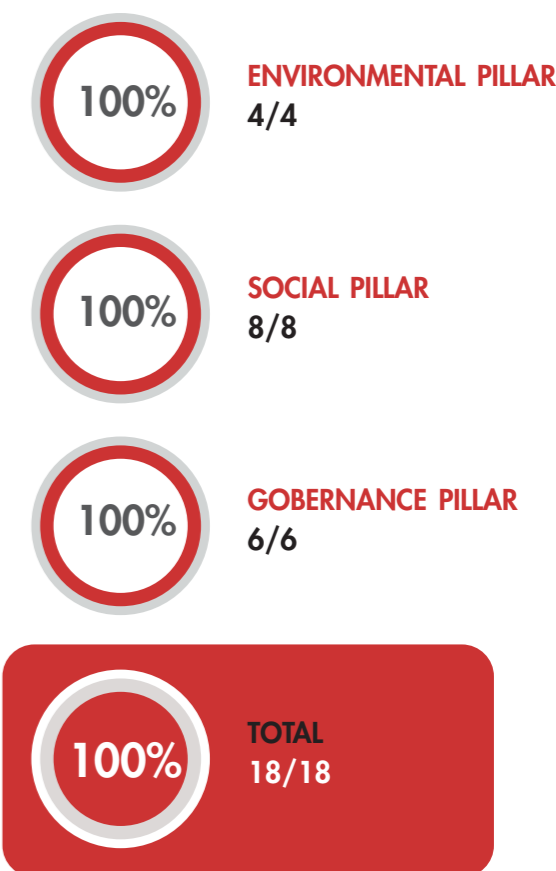 100%
ENVIRONMENTAL PILLAR
4/4
100%
SOCIAL PILLAR
8/8
100%
GOBERNANCE PILLAR
6/6
100%
TOTAL
18/18